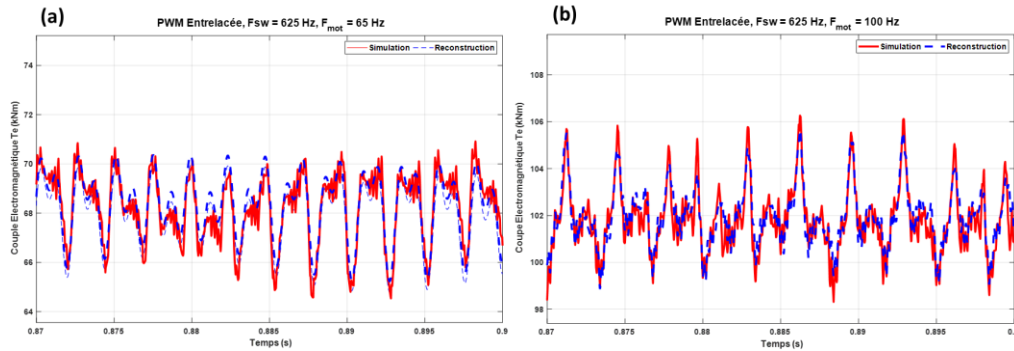 (a)
PWM Entrelacée, Fsw = 625 Hz, Fmot = 65 Hz
Simulation Reconstruction
Couple Electromagnétique Te (kNm)
74
72
70
68
66
64
0.87 0.875 0.88 0.885 0.89 0.895 0.9
Temps (s)
(b)
PWM Entrelacée, Fsw = 625 Hz, Fmot = 100 Hz
Simulation Reconstruction
Couple Electromagnétique Te (kNm)
108
106
104
102
100
98
0.87 0.875 0.88 0.885 0.89 0.895
Temps (s)